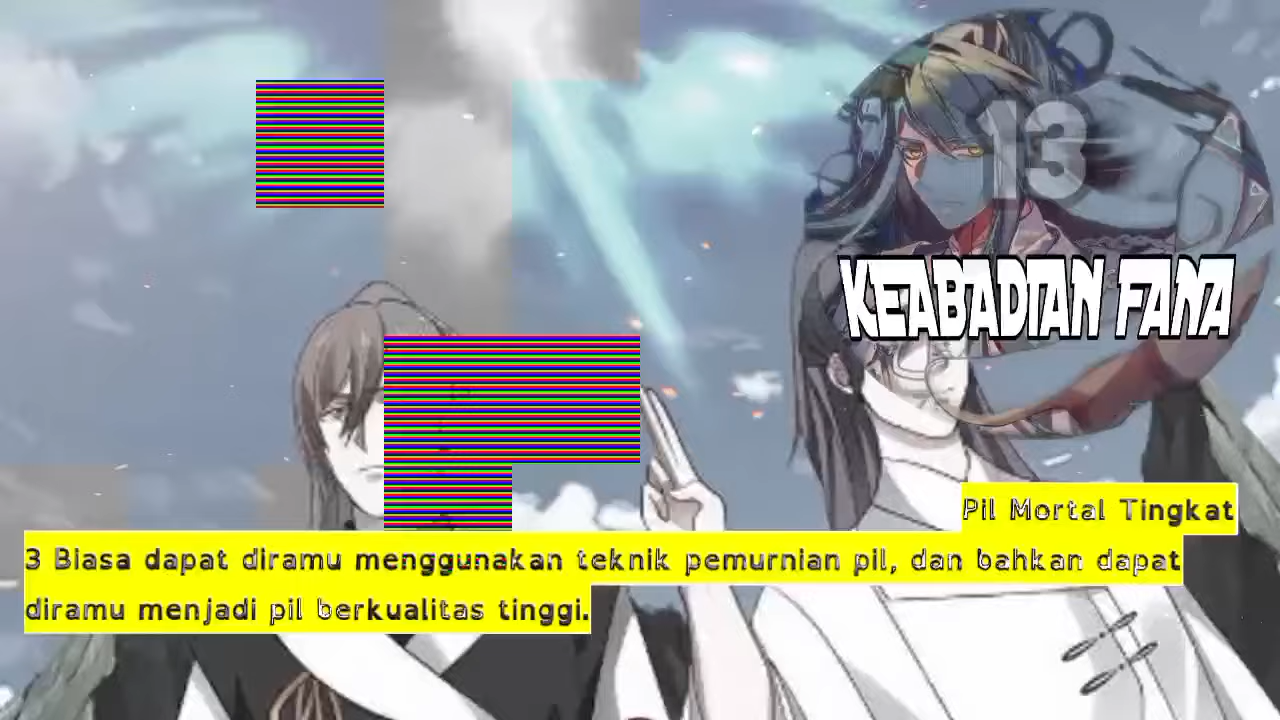 13
KEABADIAN FANA
Pil Mortal Tingkat
3 Biasa dapat diramu menggunakan teknik pemurnian pil, dan bahkan dapat
diramu menjadi pil berkualitas tinggi.